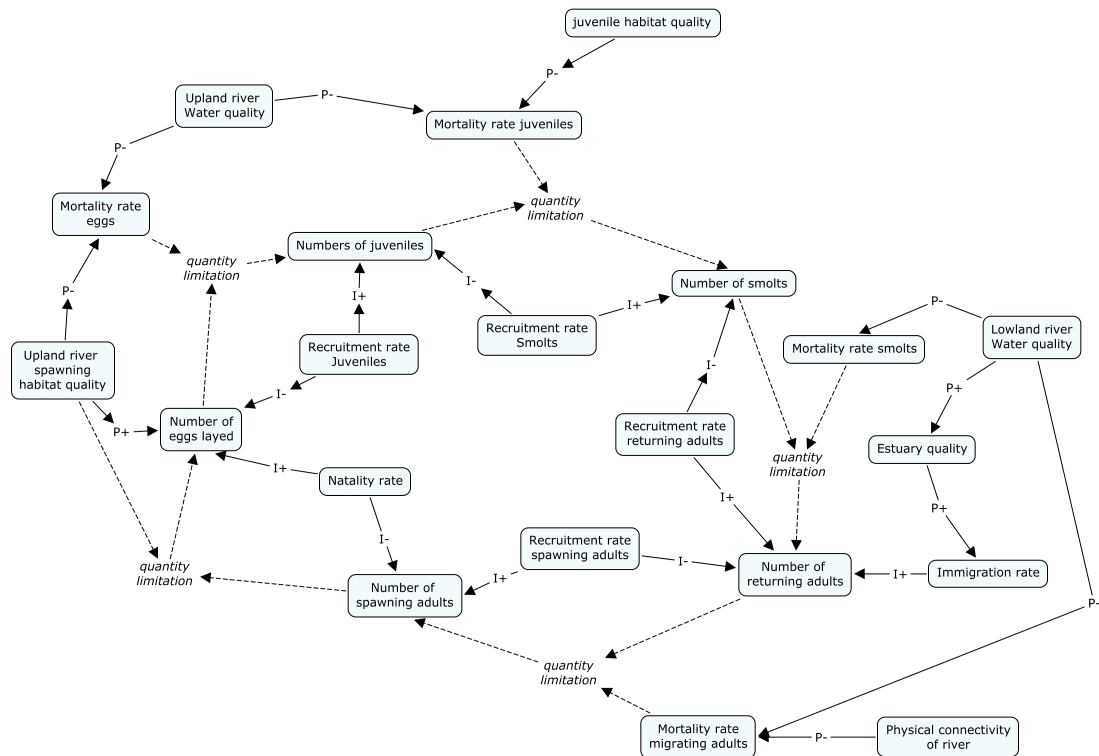 juvenile habitat quality
P-
Upland river
Water quality
P-
Mortality rate juveniles
P-
Mortality rate
eggs
quantity
limitation
Numbers of juveniles
quantity
limitation
I-
Number of smolts
P-
I+
Recruitment rate
Smolts
I+
P-
Lowland river
Water quality
Upland river
spawning
habitat quality
Recruitment rate
Juveniles
Mortality rate smolts
I-
I-
P+
P+
Number of
eggs layed
Recruitment rate
returning adults
Estuary quality
quantity
limitation
I+
Natality rate
I+
P+
I-
Recruitment rate
spawning adults
quantity
limitation
Number of
spawning adults
I+
I-
Number of
returning adults
I+
Immigration rate
P-
quantity
limitation
Mortality rate
migrating adults
P-
Physical connectivity
of river